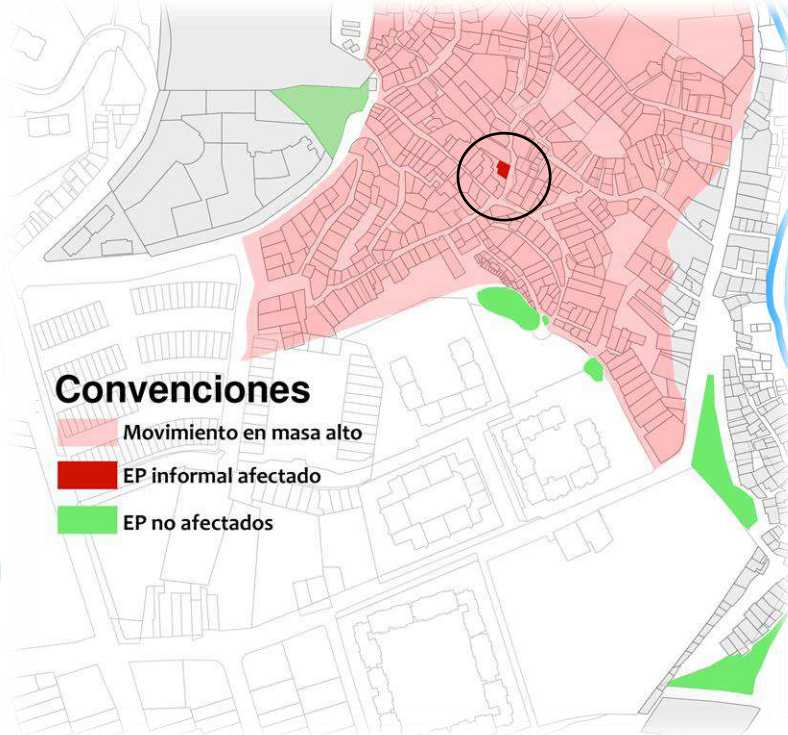 Convenciones
Movimiento en masa alto
EP informal afectado
EP no afectados